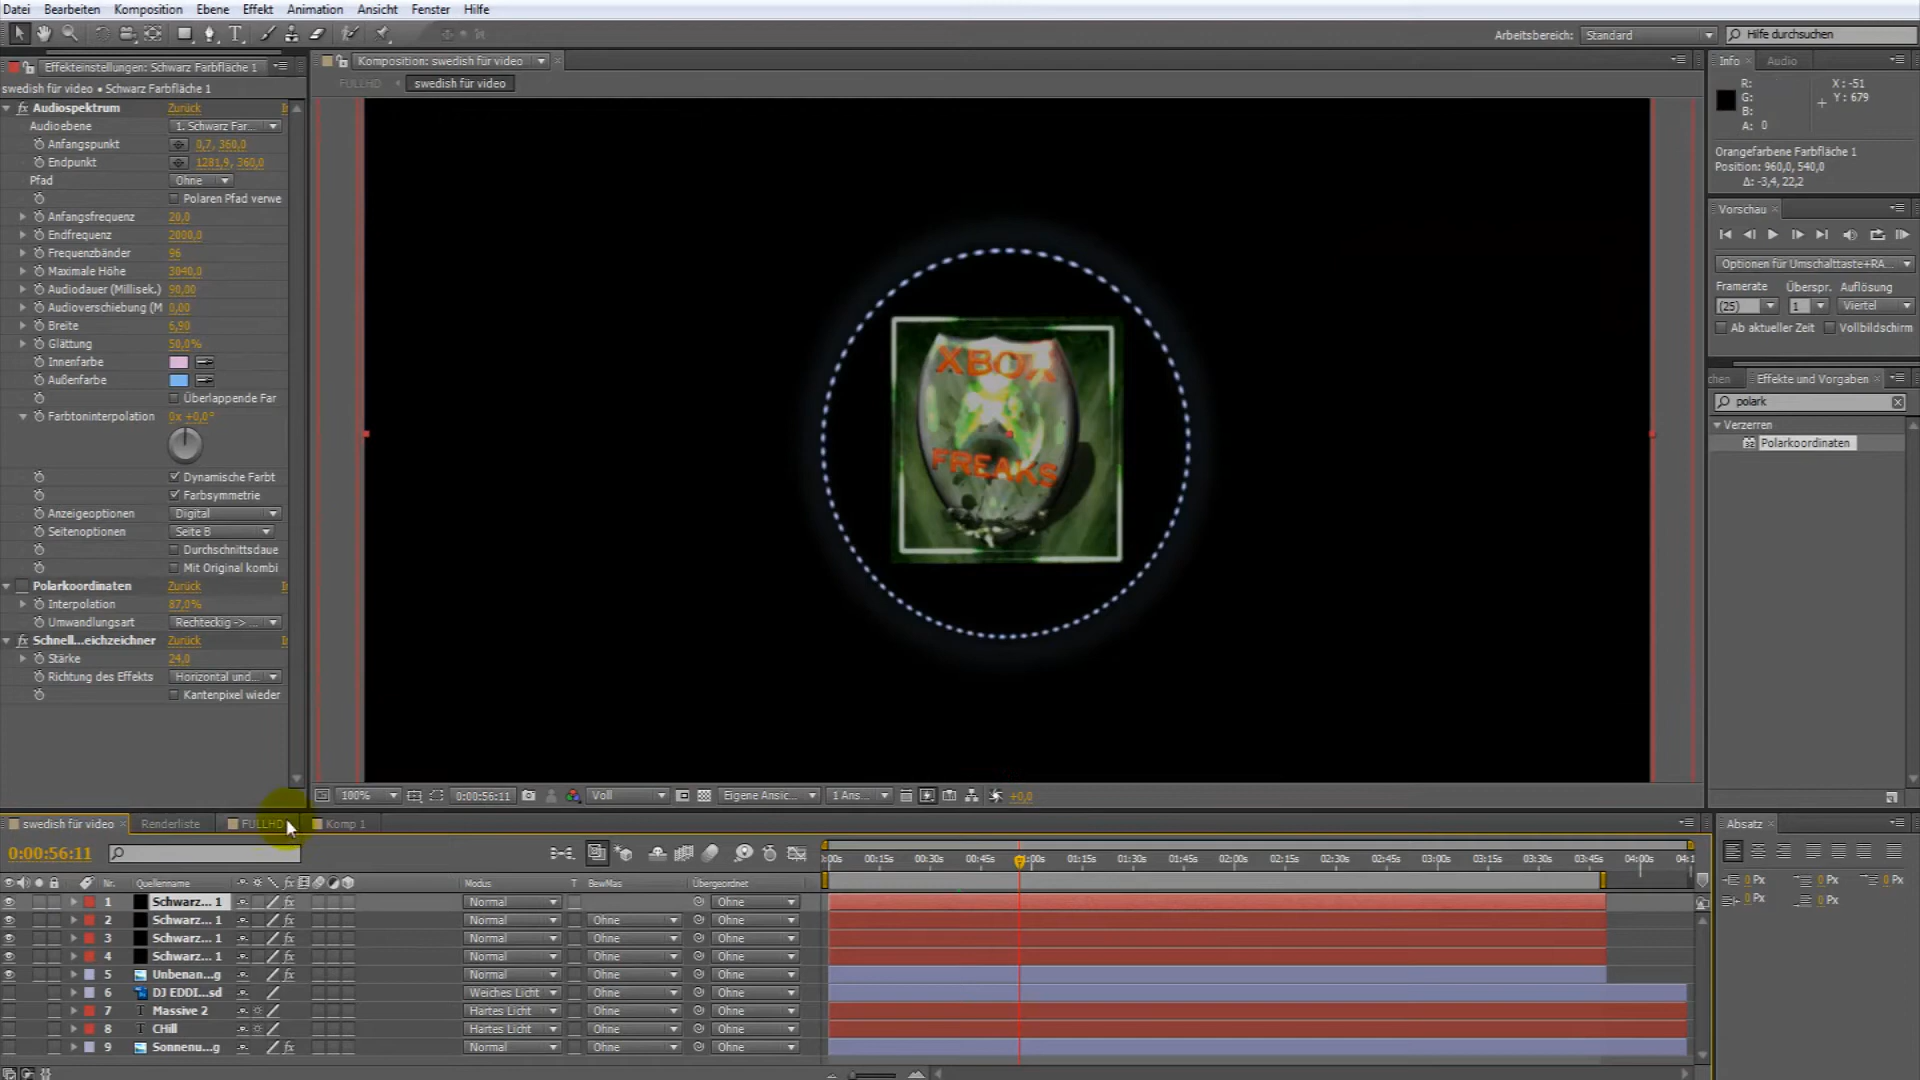 Datei Bearbeiten Komposition Ebene Effekt Animation Ansicht Fenster Hilfe
Arbeitsbereich: Standard Hilfe durchsuchen
Effekteinstellungen: Schwarz Farbfläche 1
Komposition: swedish für video
Info Audio
swedish für video • Schwarz Farbfläche 1
FULLHD swedish für video
R: X: -51
G: Y: 679
B:
A: 0
Audiospektrum Zurück
Audioebene 1. Schwarz Far...
Anfangspunkt 0,7, 360,0
Endpunkt 1281,9, 360,0
Pfad Ohne
Polaren Pfad verwe
Anfangsfrequenz 20,0
Endfrequenz 2000,0
Frequenzbänder 96
Maximale Höhe 3040,0
Audiodauer (Millisek.) 90,00
Audioverschiebung (M 0,00
Breite 6,90
Glättung 50,0%
Innenfarbe
Außenfarbe
Überlappende Far
Farbtoninterpolation 0x +0,0°
Dynamische Farbt
Farbsymmetrie
Anzeigeoptionen Digital
Seitenoptionen Seite B
Durchschnittsdaue
Mit Original kombi
Polarkoordinaten Zurück
Interpolation 87,0%
Umwandlungsart Rechteckig -> ...
Schnell...eichzeichner Zurück
Stärke 24,0
Richtung des Effekts Horizontal und...
Kantenpixel wieder
XBOX
FREAKS
Orangefarbene Farbfläche 1
Position: 960,0, 540,0
Δ: -3,4, 22,2
Vorschau
Optionen für Umschalttaste+RA...
Framerate Überspr. Auflösung
(25) 1 Viertel
Ab aktueller Zeit Vollbildschirm
chen Effekte und Vorgaben
polark
Verzerren
Polarkoordinaten
100% 0:00:56:11 Voll Eigene Ansic... 1 Ans... +0,0
swedish für video Renderliste FULLHD Komp 1
Absatz
0:00:56:11
:00s 00:15s 00:30s 00:45s 01:00s 01:15s 01:30s 01:45s 02:00s 02:15s 02:30s 02:45s 03:00s 03:15s 03:30s 03:45s 04:00s 04:1
0 Px 0 Px 0 Px
0 Px 0 Px
Nr. Quellenname fx Modus T BewMas Übergeordnet
1 Schwarz... 1 fx Normal Ohne
2 Schwarz... 1 fx Normal Ohne Ohne
3 Schwarz... 1 fx Normal Ohne Ohne
4 Schwarz... 1 fx Normal Ohne Ohne
5 Unbenan...g fx Normal Ohne Ohne
6 DJ EDDI...sd Weiches Licht Ohne Ohne
7 T Massive 2 Hartes Licht Ohne Ohne
8 T CHill Hartes Licht Ohne Ohne
9 Sonnenu...g fx Normal Ohne Ohne